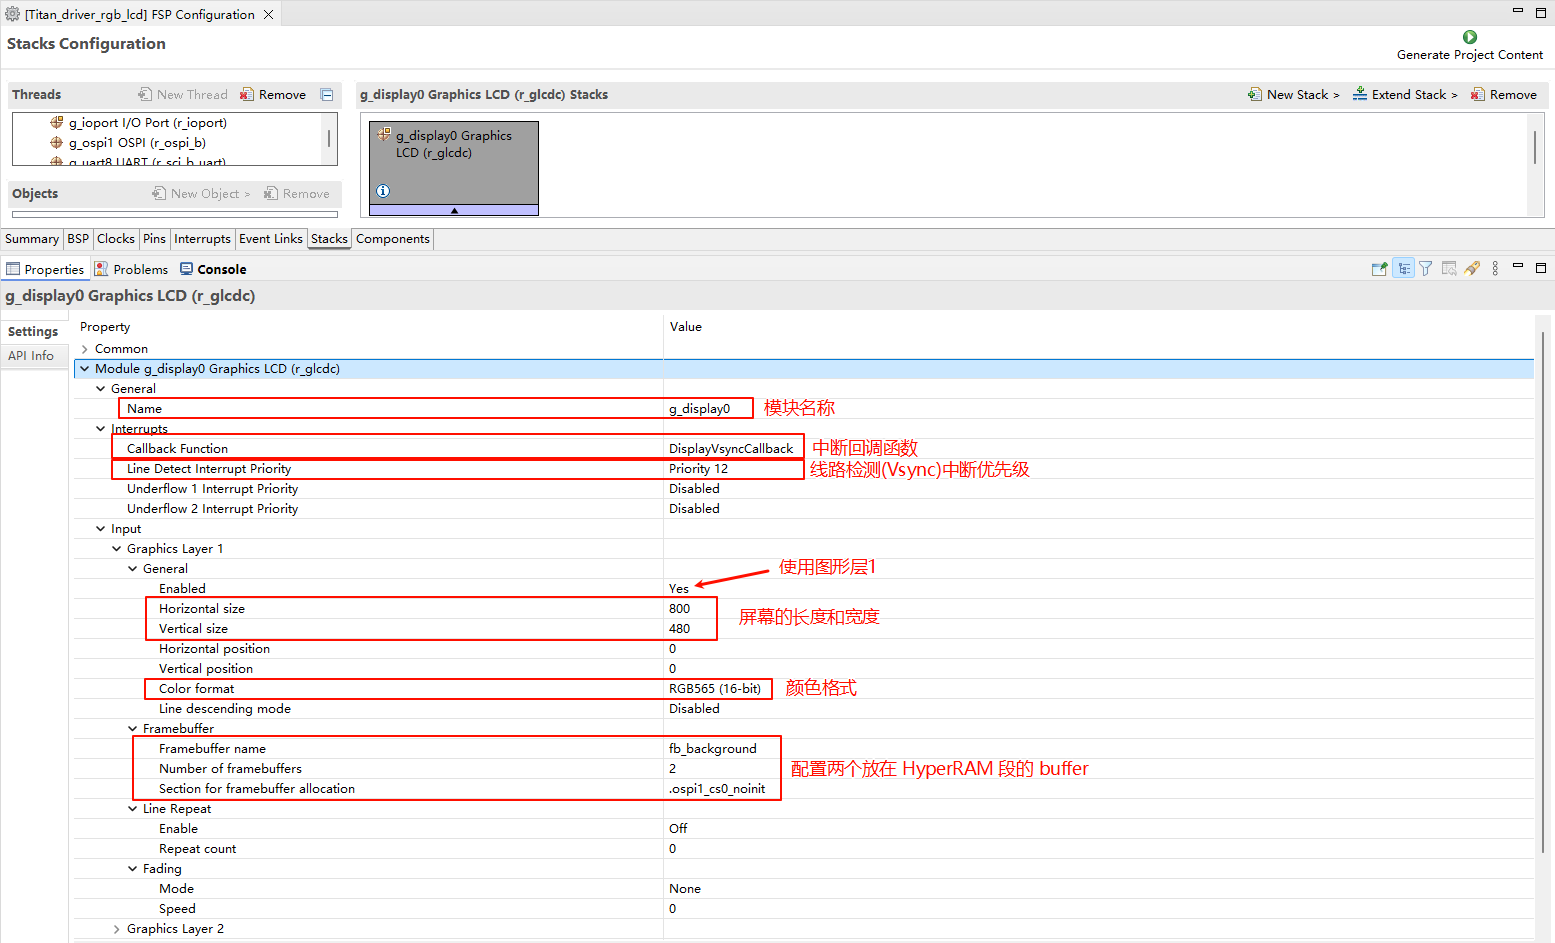 [Titan_driver_rgb_lcd] FSP Configuration
Stacks Configuration
Generate Project Content
Threads New Thread Remove
g_display0 Graphics LCD (r_glcdc) Stacks New Stack > Extend Stack > Remove
g_ioport I/O Port (r_ioport)
g_ospi1 OSPI (r_ospi_b)
g_uart8 UART (r_sci_b_uart)
g_display0 Graphics
LCD (r_glcdc)
Objects New Object > Remove
Summary BSP Clocks Pins Interrupts Event Links Stacks Components
Properties Problems Console
g_display0 Graphics LCD (r_glcdc)
Settings
API Info
Property Value
Common
Module g_display0 Graphics LCD (r_glcdc)
General
Name g_display0 模块名称
Interrupts
Callback Function DisplayVsyncCallback 中断回调函数
Line Detect Interrupt Priority Priority 12 线路检测(Vsync)中断优先级
Underflow 1 Interrupt Priority Disabled
Underflow 2 Interrupt Priority Disabled
Input
Graphics Layer 1
General
Enabled Yes 使用图形层1
Horizontal size 800
屏幕的长度和宽度
Vertical size 480
Horizontal position 0
Vertical position 0
Color format RGB565 (16-bit) 颜色格式
Line descending mode Disabled
Framebuffer
Framebuffer name fb_background
Number of framebuffers 2 配置两个放在 HyperRAM 段的 buffer
Section for framebuffer allocation .ospi1_cs0_noinit
Line Repeat
Enable Off
Repeat count 0
Fading
Mode None
Speed 0
Graphics Layer 2